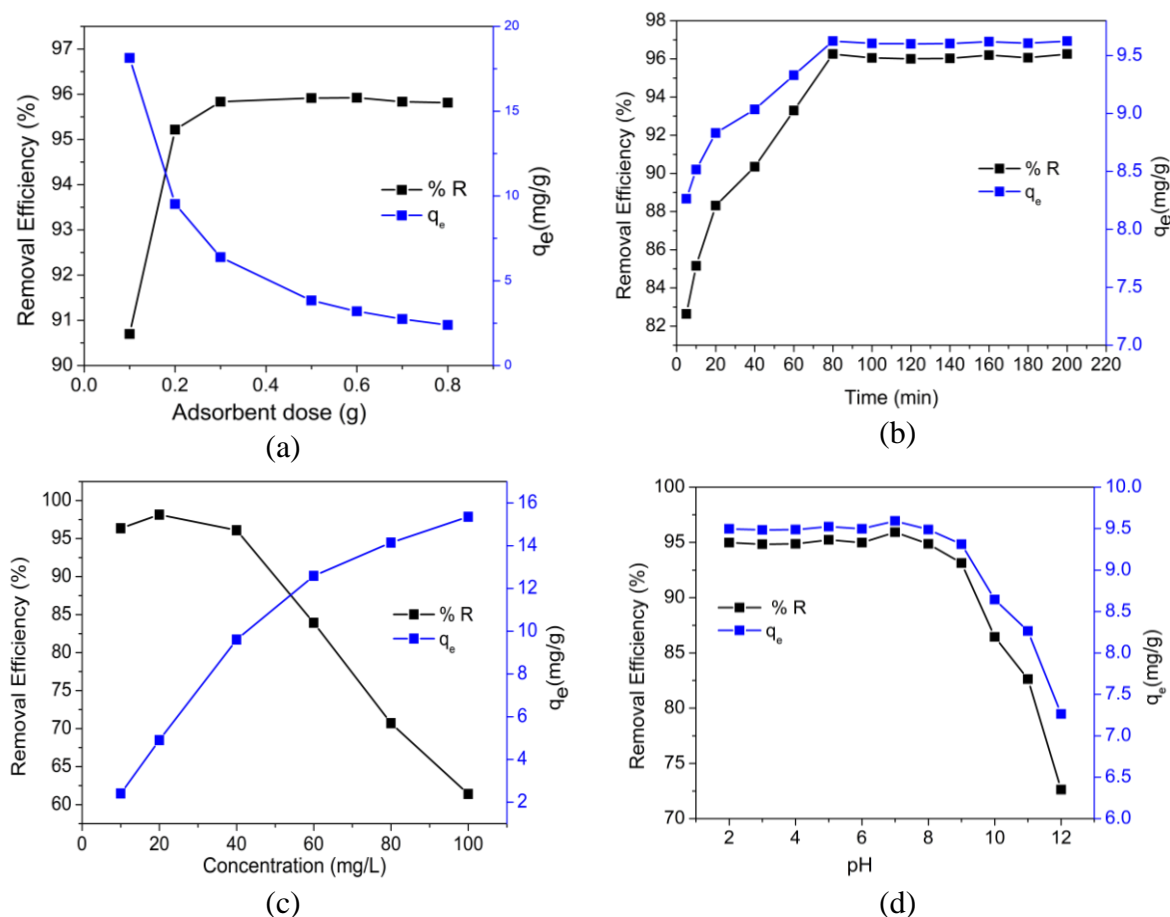 97
96
95
94
93
92
91
90
Removal Efficiency (%)
0.0 0.2 0.4 0.6 0.8
Adsorbent dose (g)
20
15
10
5
0
qe(mg/g)
% R
qe
(a)
98
96
94
92
90
88
86
84
82
Removal Efficiency (%)
0 20 40 60 80 100 120 140 160 180 200 220
Time (min)
9.5
9.0
8.5
8.0
7.5
7.0
qe(mg/g)
% R
qe
(b)
100
95
90
85
80
75
70
65
60
Removal Efficiency (%)
0 20 40 60 80 100
Concentration (mg/L)
16
14
12
10
8
6
4
2
qe(mg/g)
% R
qe
(c)
100
95
90
85
80
75
70
Removal Efficiency (%)
2 4 6 8 10 12
pH
10.0
9.5
9.0
8.5
8.0
7.5
7.0
6.5
6.0
qe(mg/g)
% R
qe
(d)